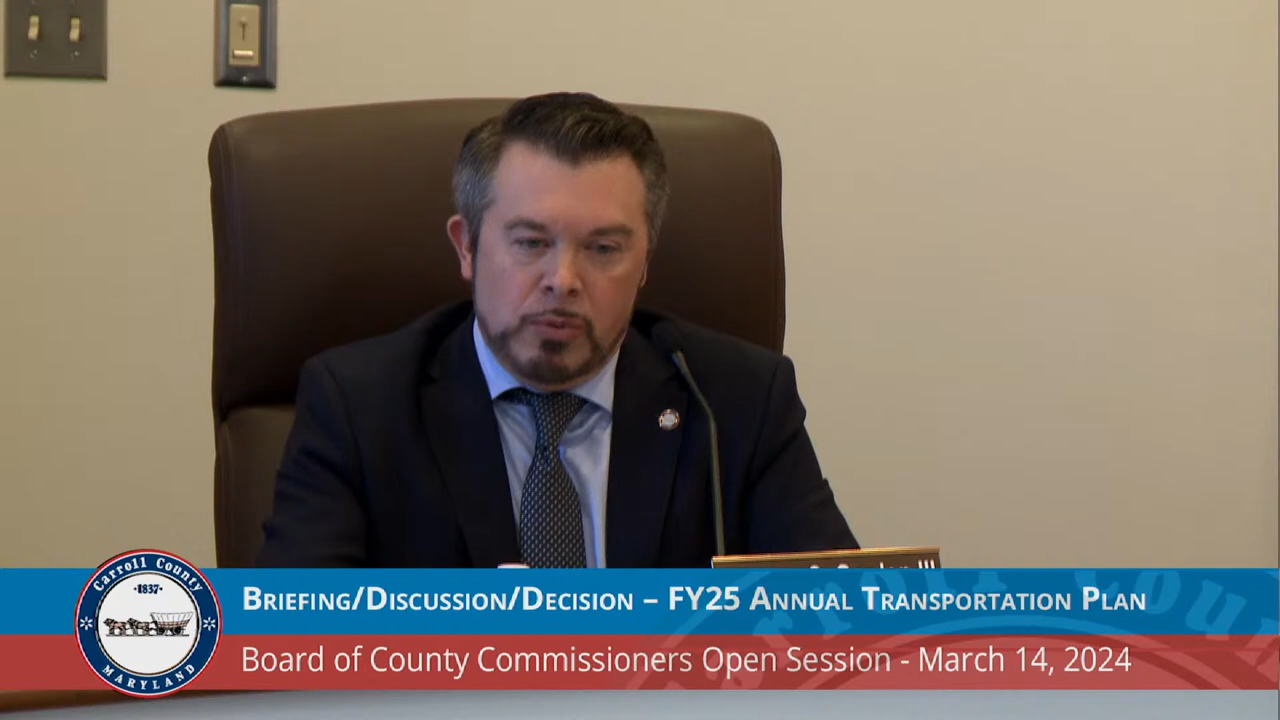 BRIEFING/DISCUSSION/DECISION – FY25 ANNUAL TRANSPORTATION PLAN
Board of County Commissioners Open Session - March 14, 2024
Carroll County
·1837·
MARYLAND